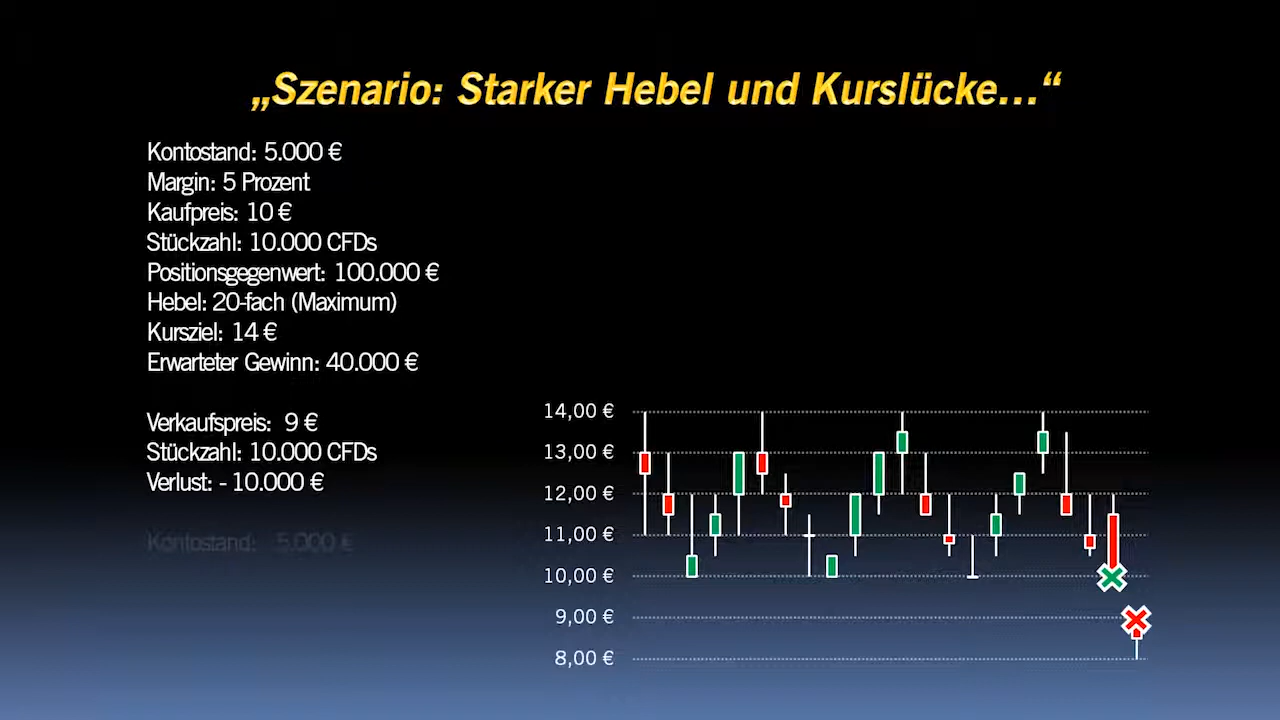 „Szenario: Starker Hebel und Kurslücke...“
Kontostand: 5.000 €
Margin: 5 Prozent
Kaufpreis: 10 €
Stückzahl: 10.000 CFDs
Positionsgegenwert: 100.000 €
Hebel: 20-fach (Maximum)
Kursziel: 14 €
Erwarteter Gewinn: 40.000 €
Verkaufspreis: 9 €
Stückzahl: 10.000 CFDs
Verlust: - 10.000 €
Kontostand: 5.000 €
14,00 €
13,00 €
12,00 €
11,00 €
10,00 €
9,00 €
8,00 €